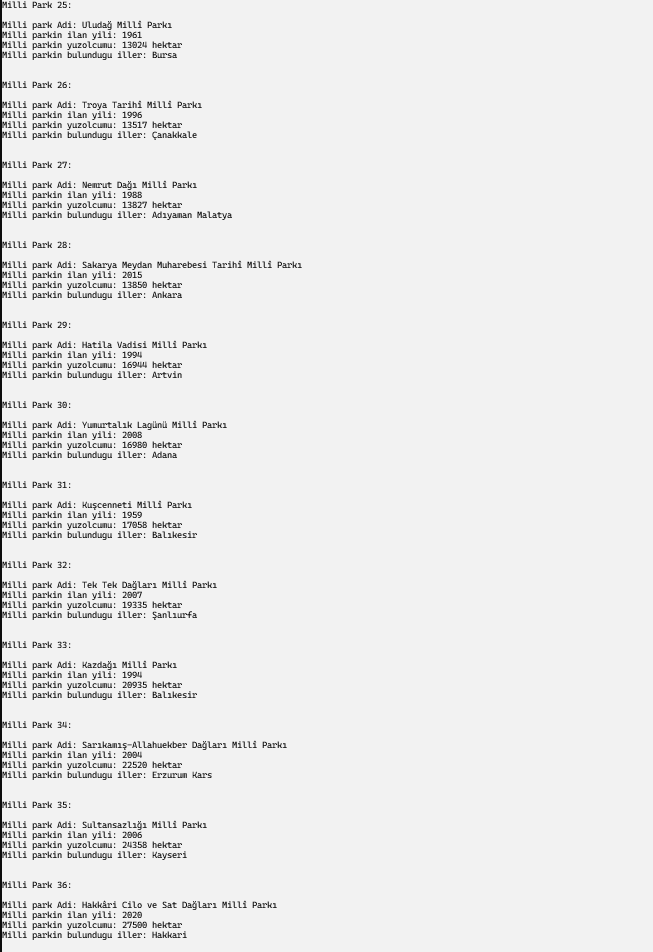 Milli Park 25:
Milli park Adi: Uludağ Millî Parkı
Milli parkin ilan yili: 1961
Milli parkin yuzolcumu: 13024 hektar
Milli parkin bulundugu iller: Bursa
Milli Park 26:
Milli park Adi: Troya Tarihî Millî Parkı
Milli parkin ilan yili: 1996
Milli parkin yuzolcumu: 13517 hektar
Milli parkin bulundugu iller: Çanakkale
Milli Park 27:
Milli park Adi: Nemrut Dağı Millî Parkı
Milli parkin ilan yili: 1988
Milli parkin yuzolcumu: 13827 hektar
Milli parkin bulundugu iller: Adıyaman Malatya
Milli Park 28:
Milli park Adi: Sakarya Meydan Muharebesi Tarihî Millî Parkı
Milli parkin ilan yili: 2015
Milli parkin yuzolcumu: 13850 hektar
Milli parkin bulundugu iller: Ankara
Milli Park 29:
Milli park Adi: Hatila Vadisi Millî Parkı
Milli parkin ilan yili: 1994
Milli parkin yuzolcumu: 16944 hektar
Milli parkin bulundugu iller: Artvin
Milli Park 30:
Milli park Adi: Yumurtalık Lagünü Millî Parkı
Milli parkin ilan yili: 2008
Milli parkin yuzolcumu: 16980 hektar
Milli parkin bulundugu iller: Adana
Milli Park 31:
Milli park Adi: Kuşcenneti Millî Parkı
Milli parkin ilan yili: 1959
Milli parkin yuzolcumu: 17058 hektar
Milli parkin bulundugu iller: Balıkesir
Milli Park 32:
Milli park Adi: Tek Tek Dağları Millî Parkı
Milli parkin ilan yili: 2007
Milli parkin yuzolcumu: 19335 hektar
Milli parkin bulundugu iller: Şanlıurfa
Milli Park 33:
Milli park Adi: Kazdağı Millî Parkı
Milli parkin ilan yili: 1994
Milli parkin yuzolcumu: 20935 hektar
Milli parkin bulundugu iller: Balıkesir
Milli Park 34:
Milli park Adi: Sarıkamış-Allahuekber Dağları Millî Parkı
Milli parkin ilan yili: 2004
Milli parkin yuzolcumu: 22520 hektar
Milli parkin bulundugu iller: Erzurum Kars
Milli Park 35:
Milli park Adi: Sultansazlığı Millî Parkı
Milli parkin ilan yili: 2006
Milli parkin yuzolcumu: 24358 hektar
Milli parkin bulundugu iller: Kayseri
Milli Park 36:
Milli park Adi: Hakkâri Cilo ve Sat Dağları Millî Parkı
Milli parkin ilan yili: 2020
Milli parkin yuzolcumu: 27500 hektar
Milli parkin bulundugu iller: Hakkari